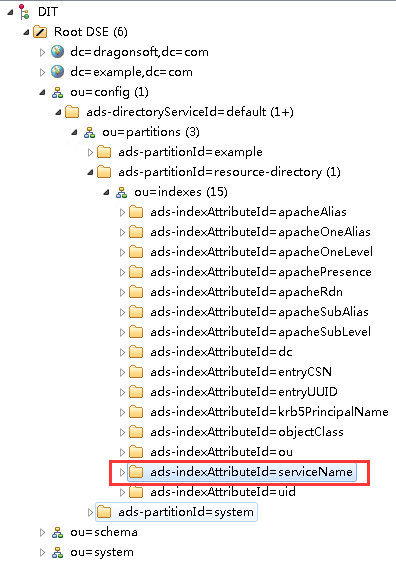 DIT
Root DSE (6)
dc=dragonsoft,dc=com
dc=example,dc=com
ou=config (1)
ads-directoryServiceId=default (1+)
ou=partitions (3)
ads-partitionId=example
ads-partitionId=resource-directory (1)
ou=indexes (15)
ads-indexAttributeId=apacheAlias
ads-indexAttributeId=apacheOneAlias
ads-indexAttributeId=apacheOneLevel
ads-indexAttributeId=apachePresence
ads-indexAttributeId=apacheRdn
ads-indexAttributeId=apacheSubAlias
ads-indexAttributeId=apacheSubLevel
ads-indexAttributeId=dc
ads-indexAttributeId=entryCSN
ads-indexAttributeId=entryUUID
ads-indexAttributeId=krb5PrincipalName
ads-indexAttributeId=objectClass
ads-indexAttributeId=ou
ads-indexAttributeId=serviceName
ads-indexAttributeId=uid
ads-partitionId=system
ou=schema
ou=system